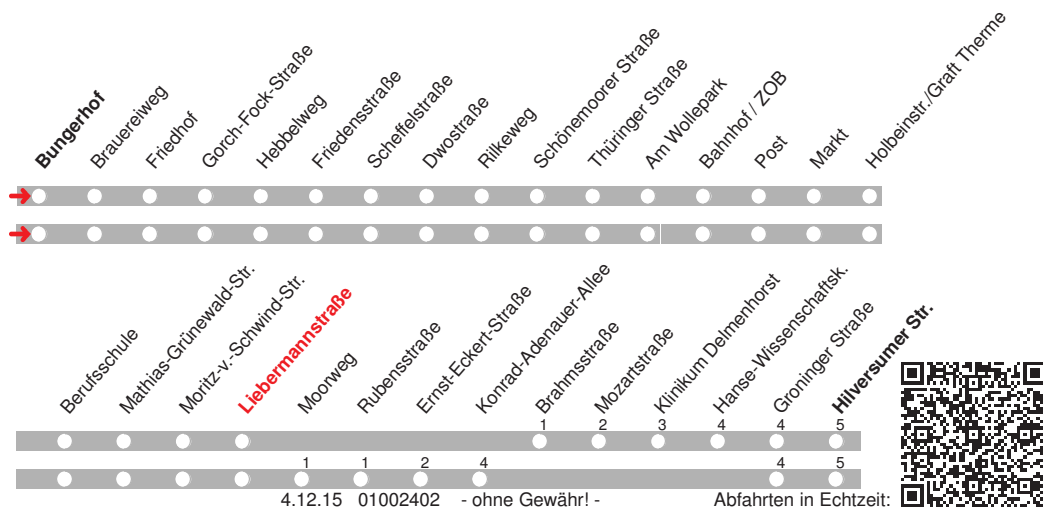 Bungerhof
Brauereiweg
Friedhof
Gorch-Fock-Straße
Hebbelweg
Friedensstraße
Scheffelstraße
Dwostraße
Rilkeweg
Schönemoorer Straße
Thüringer Straße
Am Wollepark
Bahnhof / ZOB
Post
Markt
Holbeinstr./Graft Therme
Berufsschule
Mathias-Grünewald-Str.
Moritz-v.-Schwind-Str.
Liebermannstraße
Moorweg
Rubensstraße
Ernst-Eckert-Straße
Konrad-Adenauer-Allee
Brahmsstraße
Mozartstraße
Klinikum Delmenhorst
Hanse-Wissenschaftsk.
Groninger Straße
Hilversumer Str.
1 2 3 4 4 5
1 1 2 4 4 5
4.12.15 01002402 - ohne Gewähr! - Abfahrten in Echtzeit: